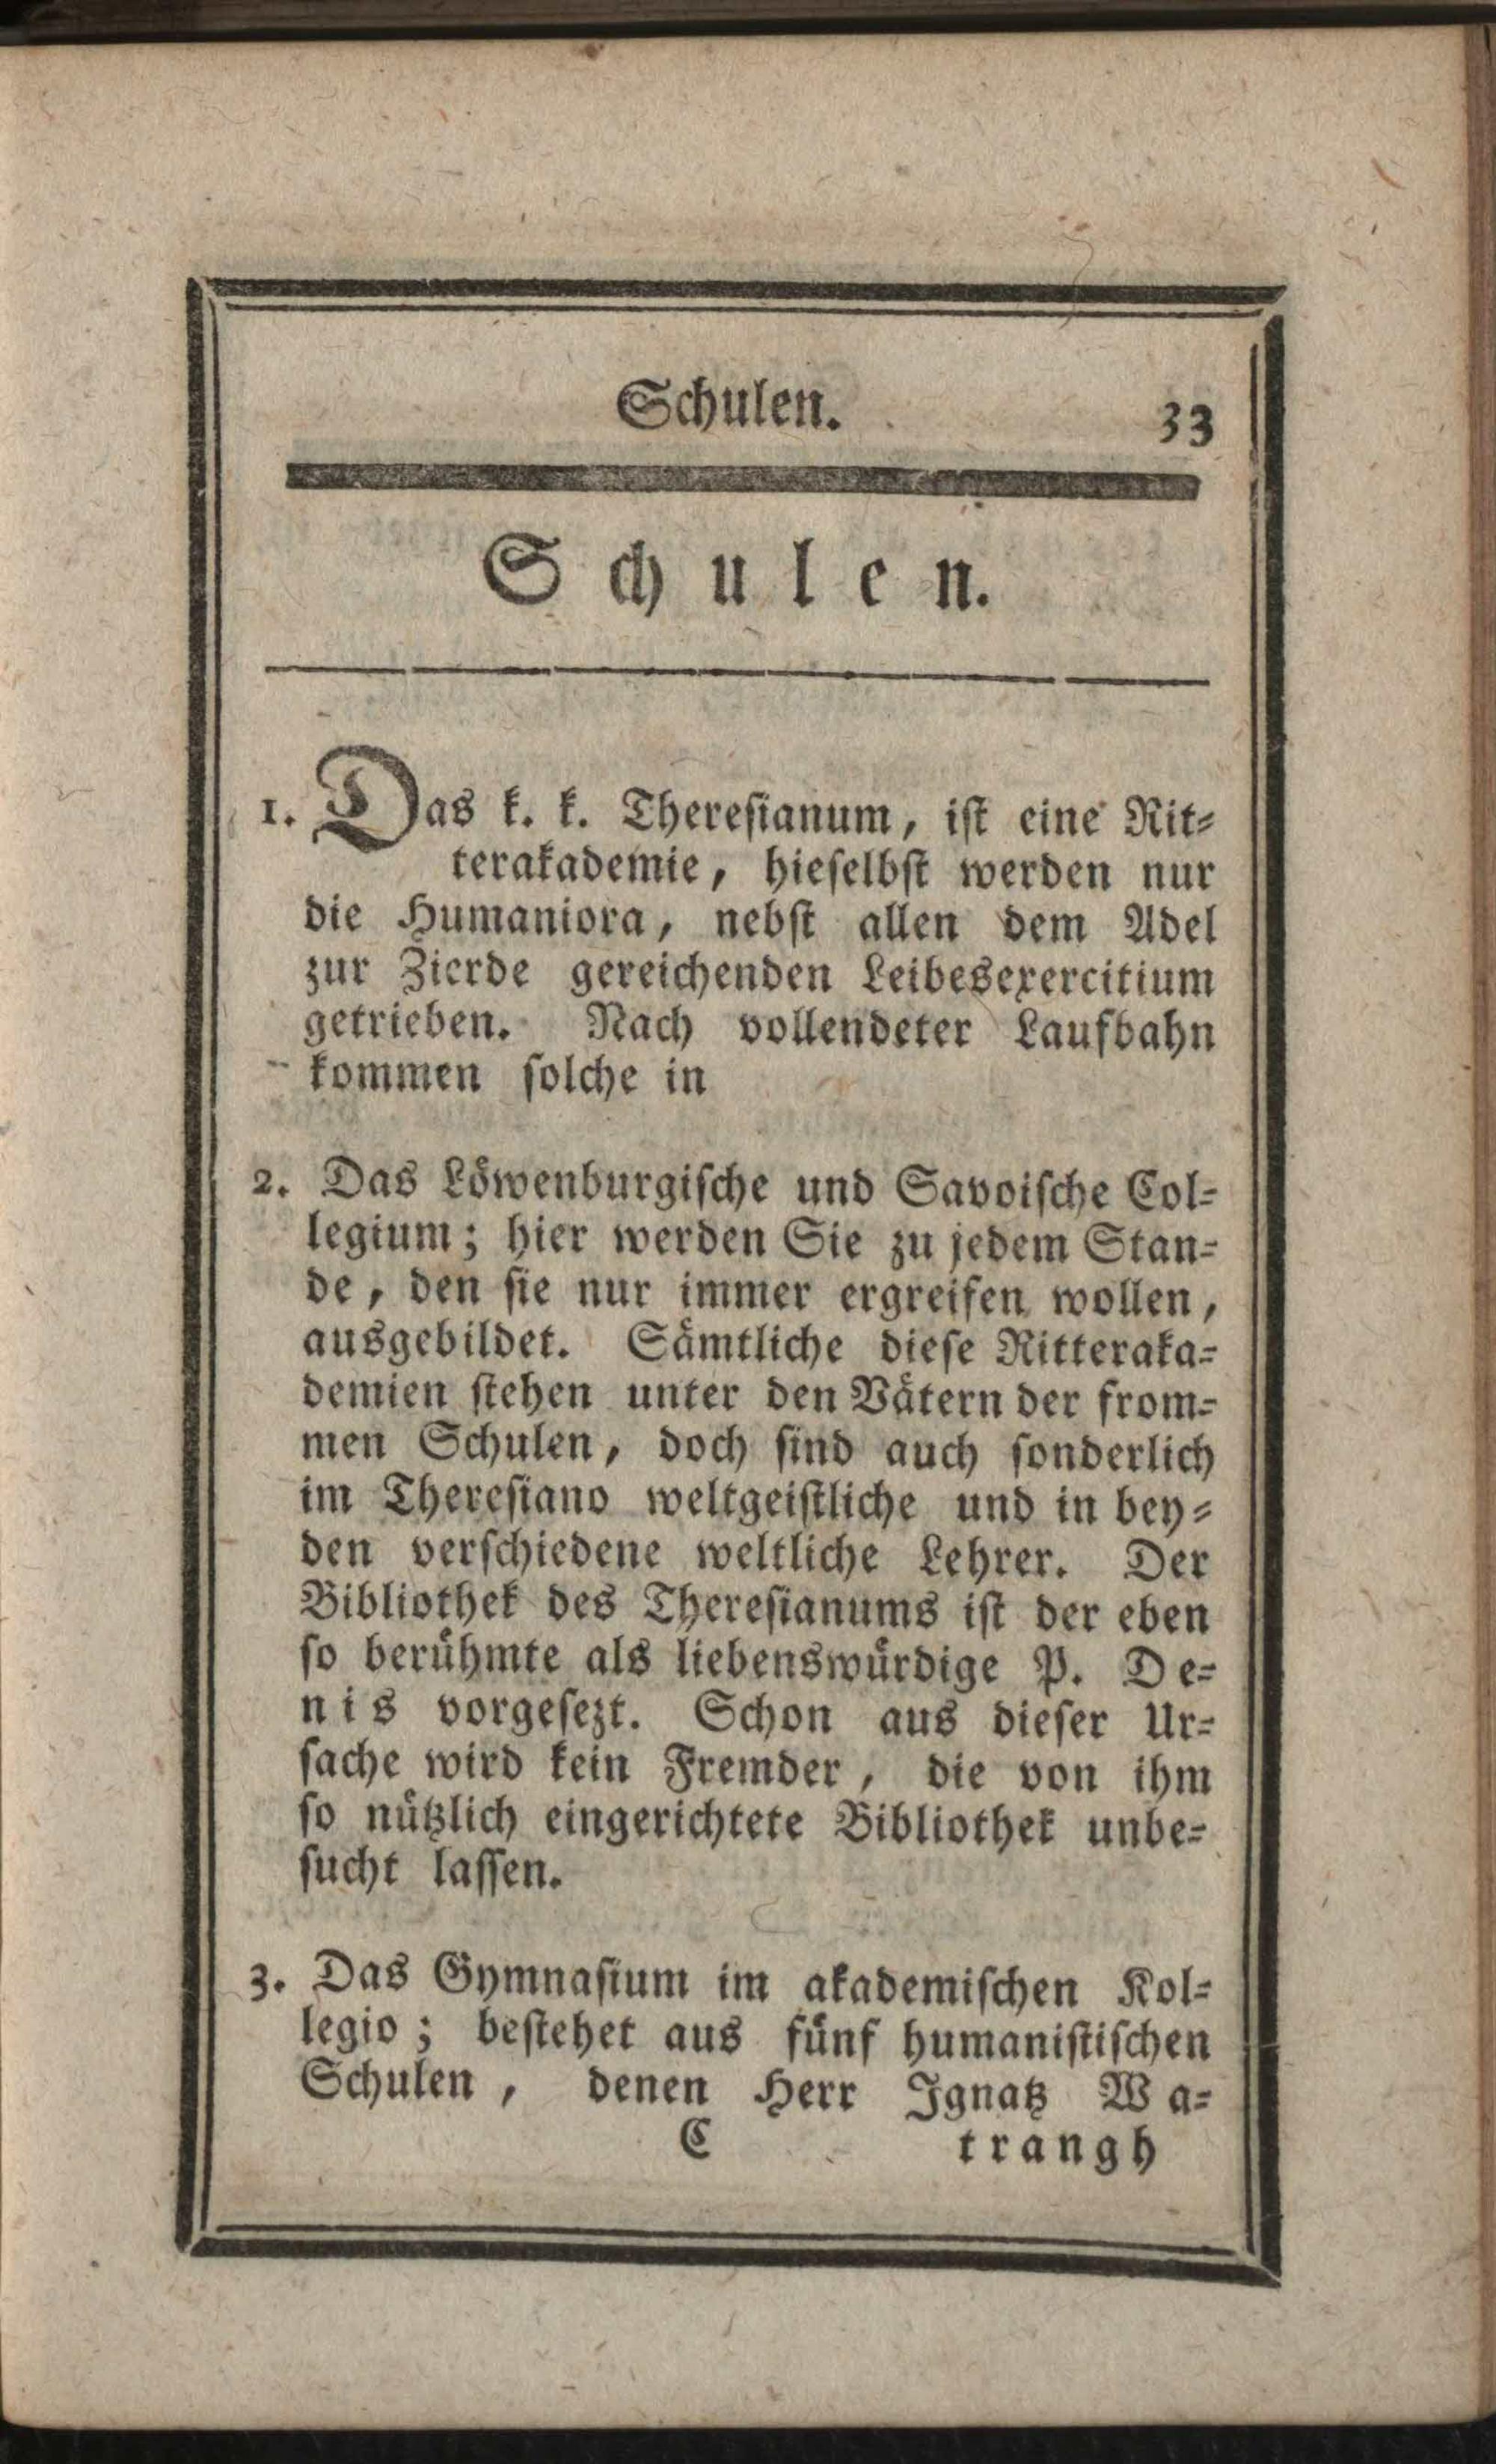 Schulen. 33
Schulen.
1. Das k. k. Theresianum, ist eine Rit-
terakademie, hieselbst werden nur
die Humaniora, nebst allen dem Adel
zur Zierde gereichenden Leibesexercitium
getrieben. Nach vollendeter Laufbahn
kommen solche in
2. Das Löwenburgische und Savoische Col-
legium; hier werden Sie zu jedem Stan-
de, den sie nur immer ergreifen wollen,
ausgebildet. Sämtliche diese Ritteraka-
demien stehen unter den Vätern der from-
men Schulen, doch sind auch sonderlich
im Theresiano weltgeistliche und in bey-
den verschiedene weltliche Lehrer. Der
Bibliothek des Theresianums ist der eben
so berühmte als liebenswürdige P. De-
nis vorgesezt. Schon aus dieser Ur-
sache wird kein Fremder, die von ihm
so nützlich eingerichtete Bibliothek unbe-
sucht lassen.
3. Das Gymnasium im akademischen Kol-
legio; bestehet aus fünf humanistischen
Schulen, denen Herr Ignatz Wa-
C trangh